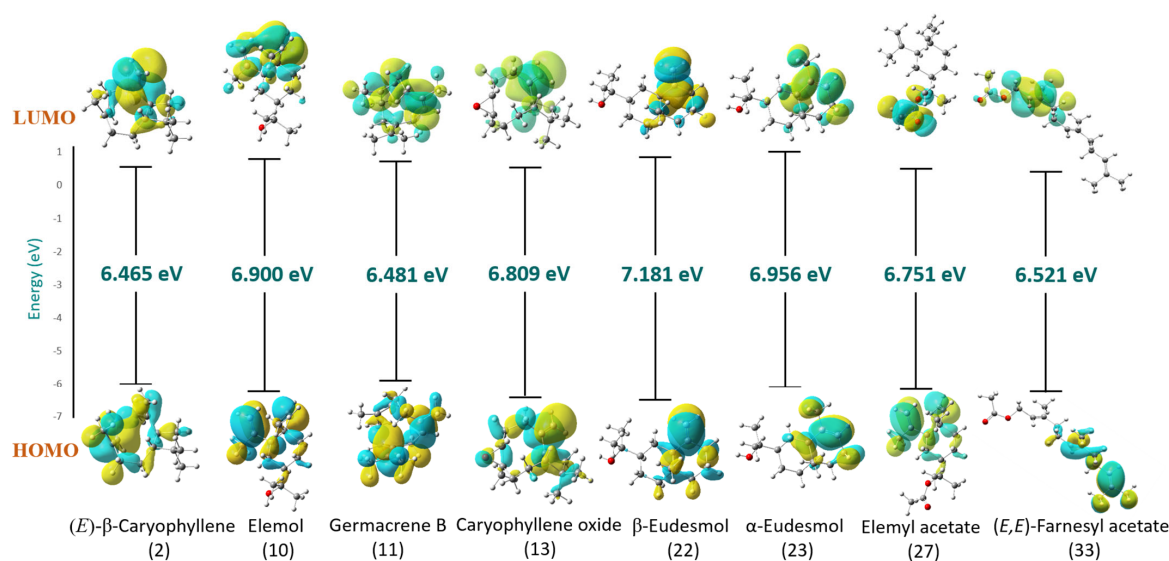 LUMO
1
0
-1
-2
-3
-4
-5
-6
-7
Energy (eV)
6.465 eV
6.900 eV
6.481 eV
6.809 eV
7.181 eV
6.956 eV
6.751 eV
6.521 eV
HOMO
(E)-β-Caryophyllene
(2)
Elemol
(10)
Germacrene B
(11)
Caryophyllene oxide
(13)
β-Eudesmol
(22)
α-Eudesmol
(23)
Elemyl acetate
(27)
(E,E)-Farnesyl acetate
(33)